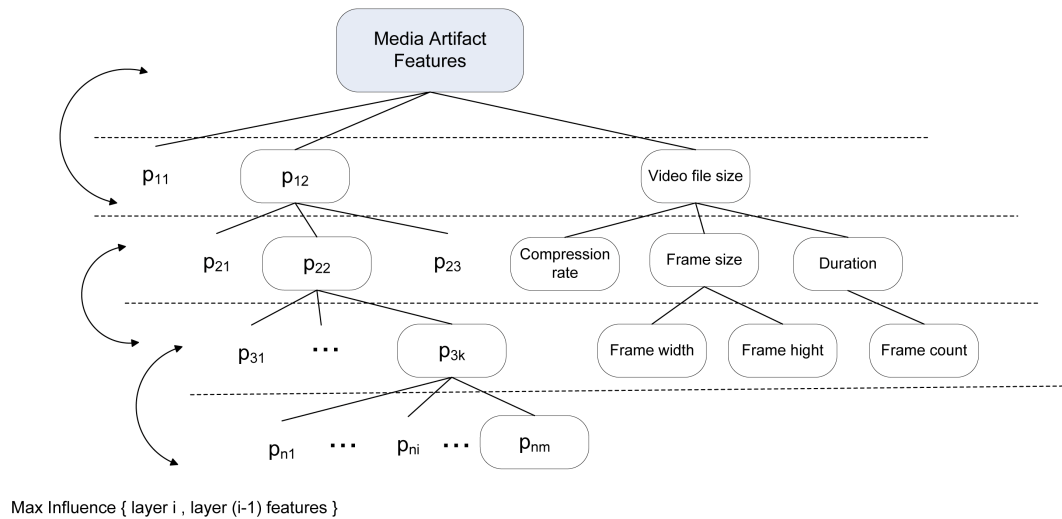 Media Artifact
Features
p11
p12
Video file size
p21
p22
p23
Compression
rate
Frame size
Duration
p31
...
p3k
Frame width
Frame hight
Frame count
pn1
...
pni
...
pnm
Max Influence { layer i , layer (i-1) features }